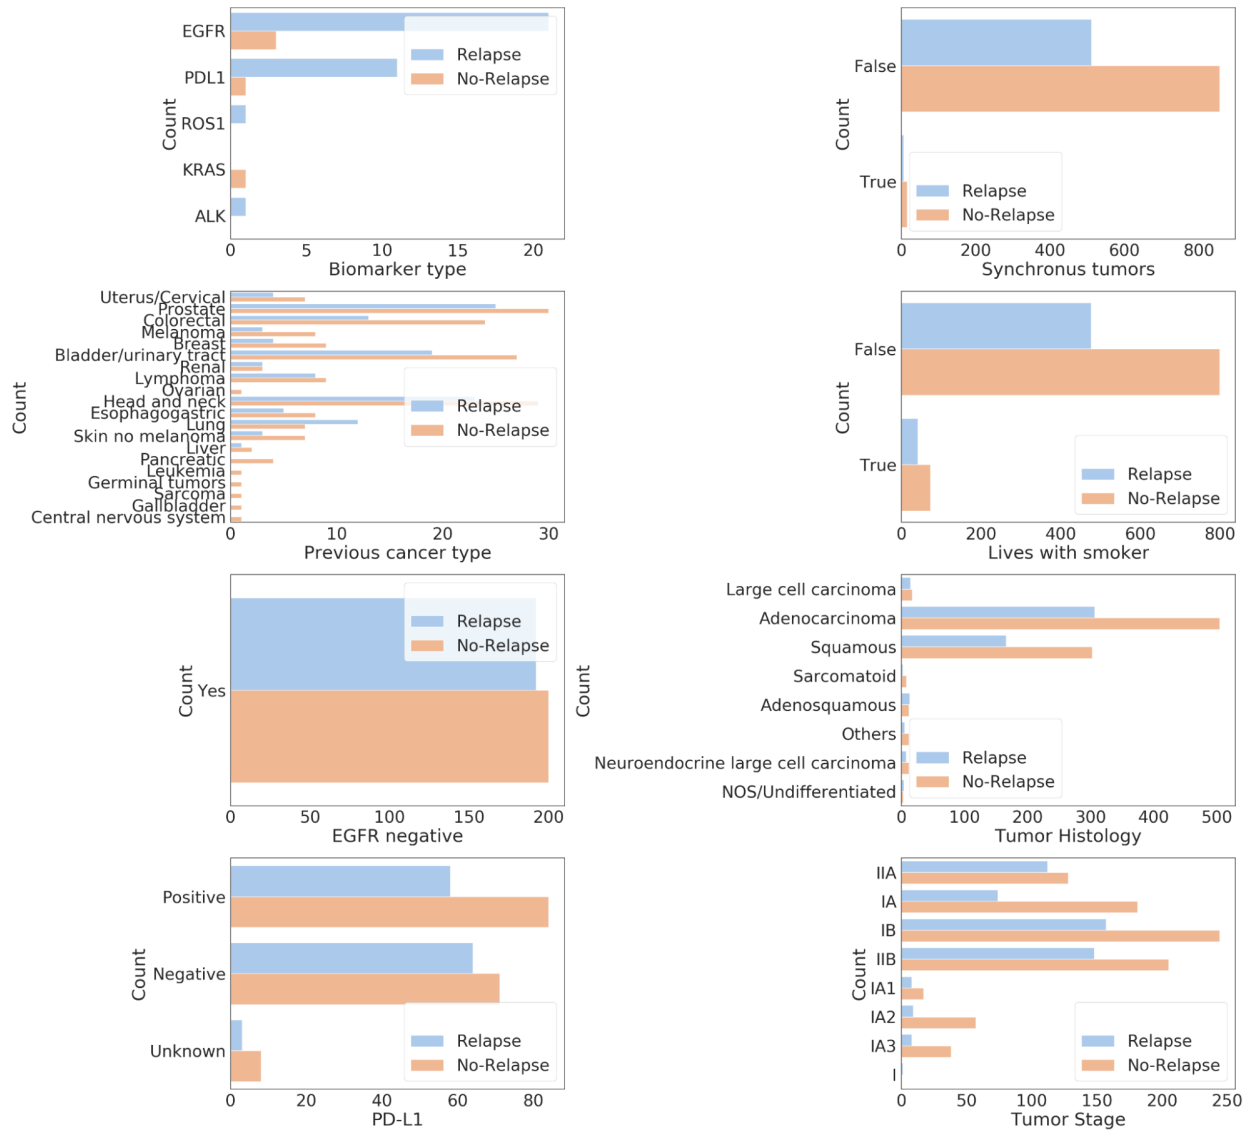 Count
EGFR
PDL1
ROS1
KRAS
ALK
Relapse
No-Relapse
0 5 10 15 20
Biomarker type
Count
False
True
Relapse
No-Relapse
0 200 400 600 800
Synchronus tumors
Count
Uterus/Cervical
Prostate
Colorectal
Melanoma
Breast
Bladder/urinary tract
Renal
Lymphoma
Ovarian
Head and neck
Esophagogastric
Lung
Skin no melanoma
Liver
Pancreatic
Leukemia
Germinal tumors
Sarcoma
Gallbladder
Central nervous system
Relapse
No-Relapse
0 10 20 30
Previous cancer type
Count
False
True
Relapse
No-Relapse
0 200 400 600 800
Lives with smoker
Count
Yes
Relapse
No-Relapse
0 50 100 150 200
EGFR negative
Count
Large cell carcinoma
Adenocarcinoma
Squamous
Sarcomatoid
Adenosquamous
Others
Neuroendocrine large cell carcinoma
NOS/Undifferentiated
Relapse
No-Relapse
0 100 200 300 400 500
Tumor Histology
Count
Positive
Negative
Unknown
Relapse
No-Relapse
0 20 40 60 80
PD-L1
Count
IIA
IA
IB
IIB
IA1
IA2
IA3
I
Relapse
No-Relapse
0 50 100 150 200 250
Tumor Stage